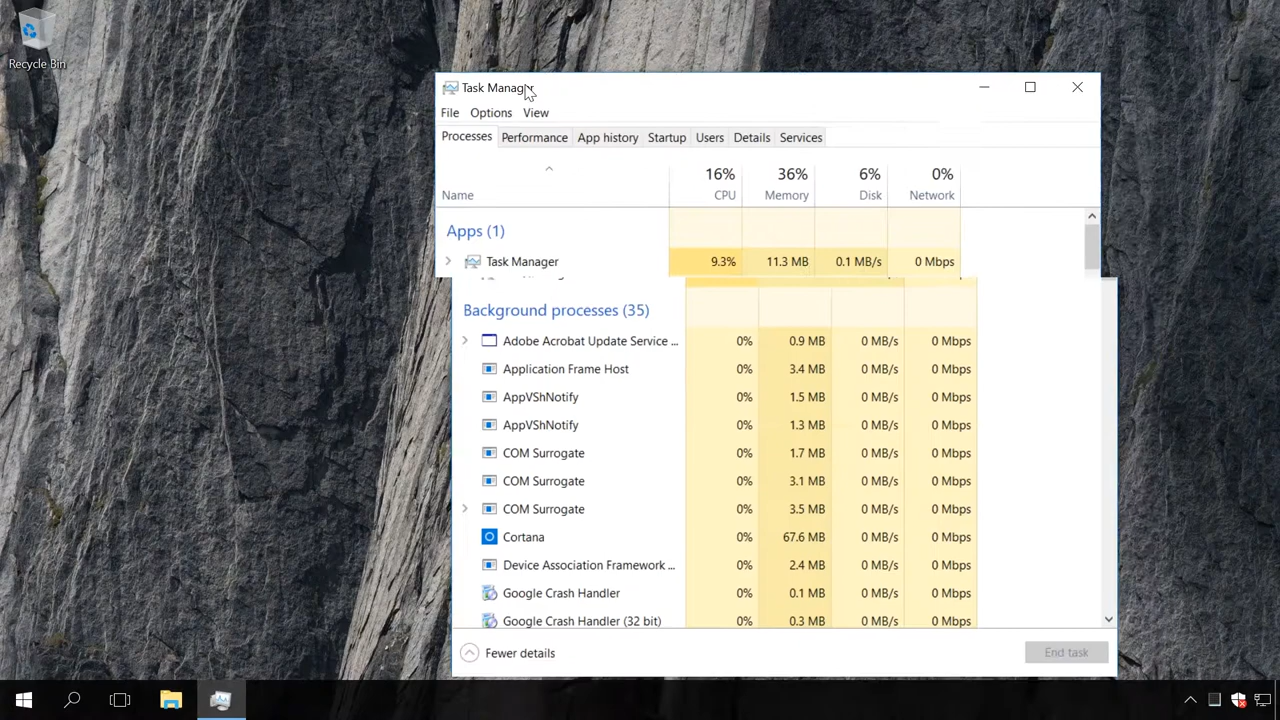 Recycle Bin
Task Manager
File Options View
Processes Performance App history Startup Users Details Services
16% 36% 6% 0%
Name CPU Memory Disk Network
Apps (1)
Task Manager 9.3% 11.3 MB 0.1 MB/s 0 Mbps
Background processes (35)
Adobe Acrobat Update Service ... 0% 0.9 MB 0 MB/s 0 Mbps
Application Frame Host 0% 3.4 MB 0 MB/s 0 Mbps
AppVShNotify 0% 1.5 MB 0 MB/s 0 Mbps
AppVShNotify 0% 1.3 MB 0 MB/s 0 Mbps
COM Surrogate 0% 1.7 MB 0 MB/s 0 Mbps
COM Surrogate 0% 3.1 MB 0 MB/s 0 Mbps
COM Surrogate 0% 3.5 MB 0 MB/s 0 Mbps
Cortana 0% 67.6 MB 0 MB/s 0 Mbps
Device Association Framework ... 0% 2.4 MB 0 MB/s 0 Mbps
Google Crash Handler 0% 0.1 MB 0 MB/s 0 Mbps
Google Crash Handler (32 bit) 0% 0.3 MB 0 MB/s 0 Mbps
Fewer details End task